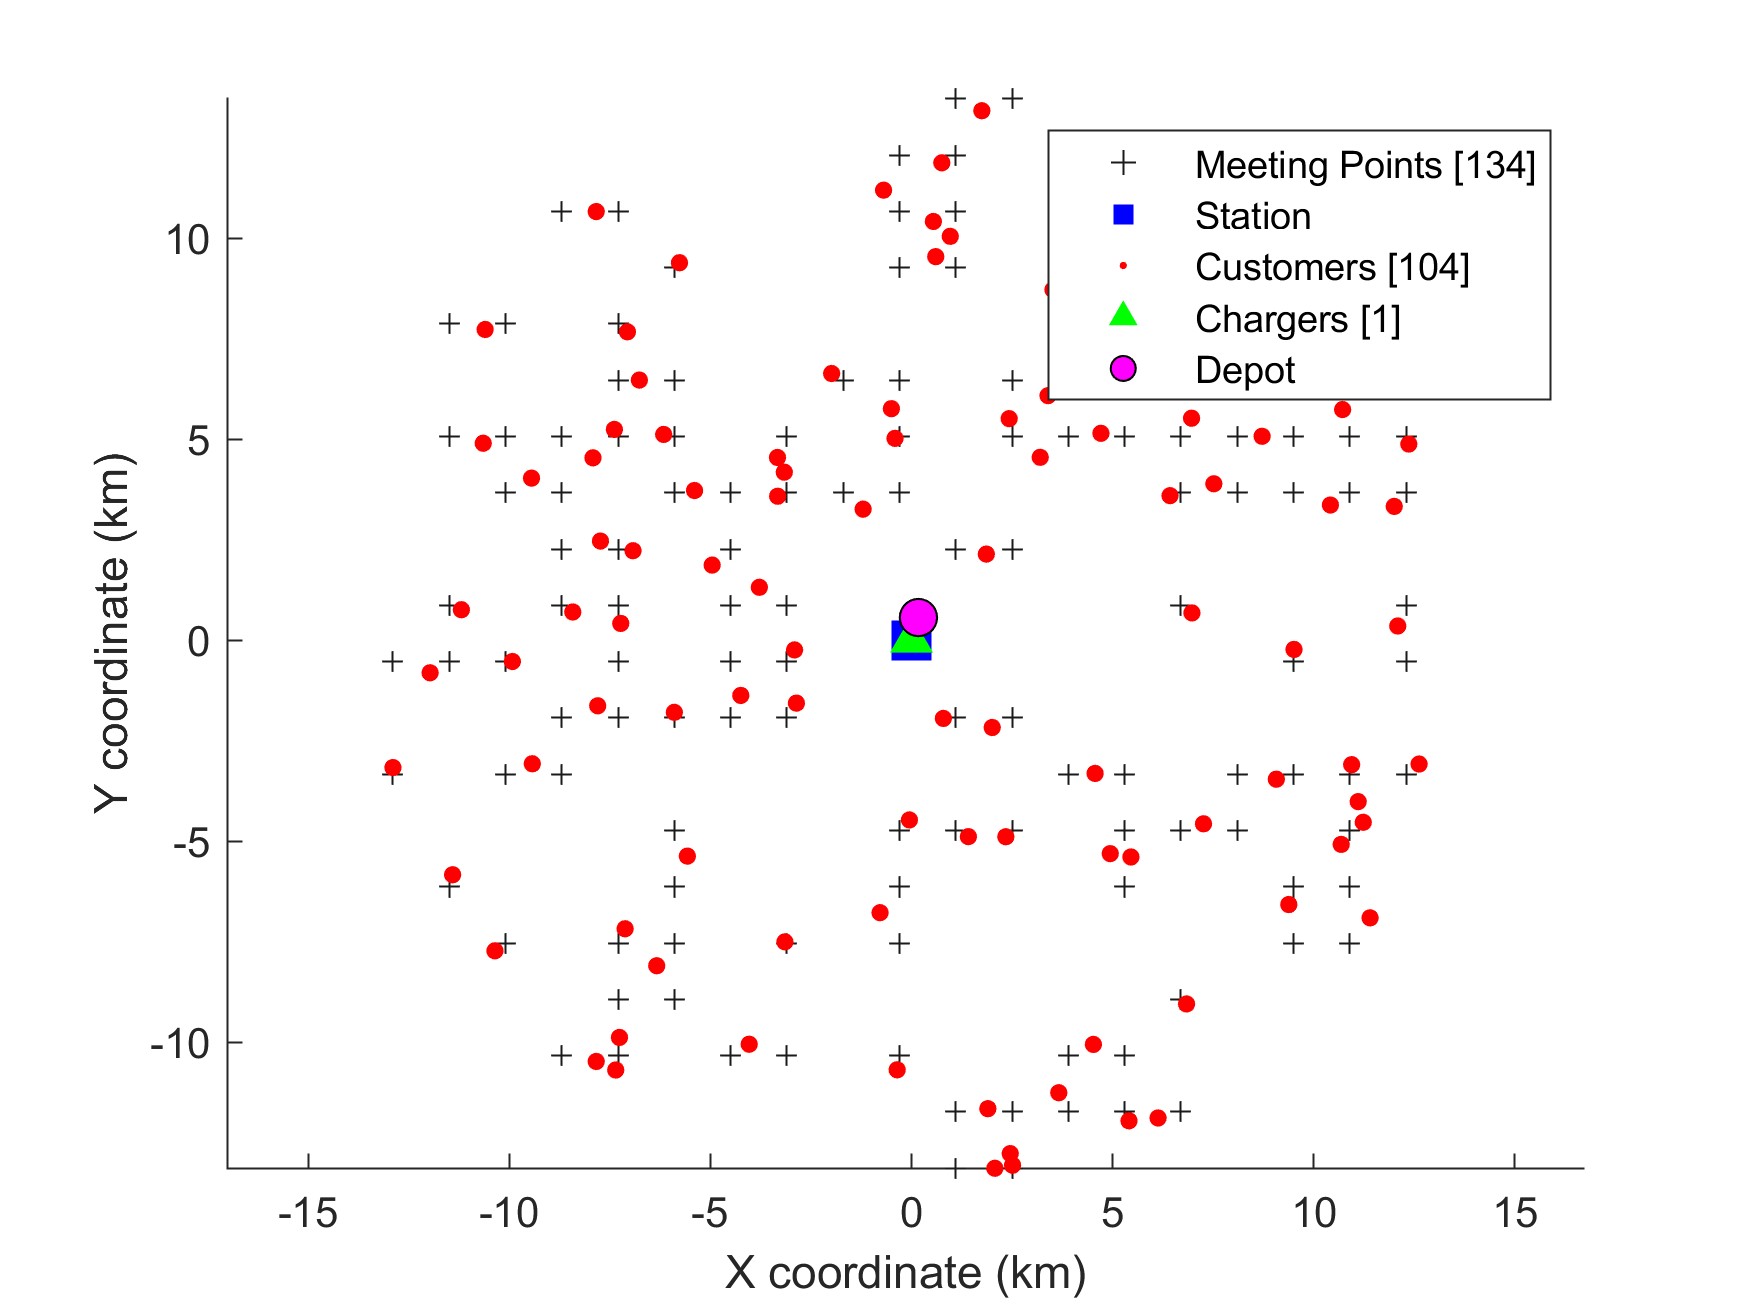 Meeting Points [134]
Station
Customers [104]
Chargers [1]
Depot
10
5
0
-5
-10
Y coordinate (km)
-15 -10 -5 0 5 10 15
X coordinate (km)